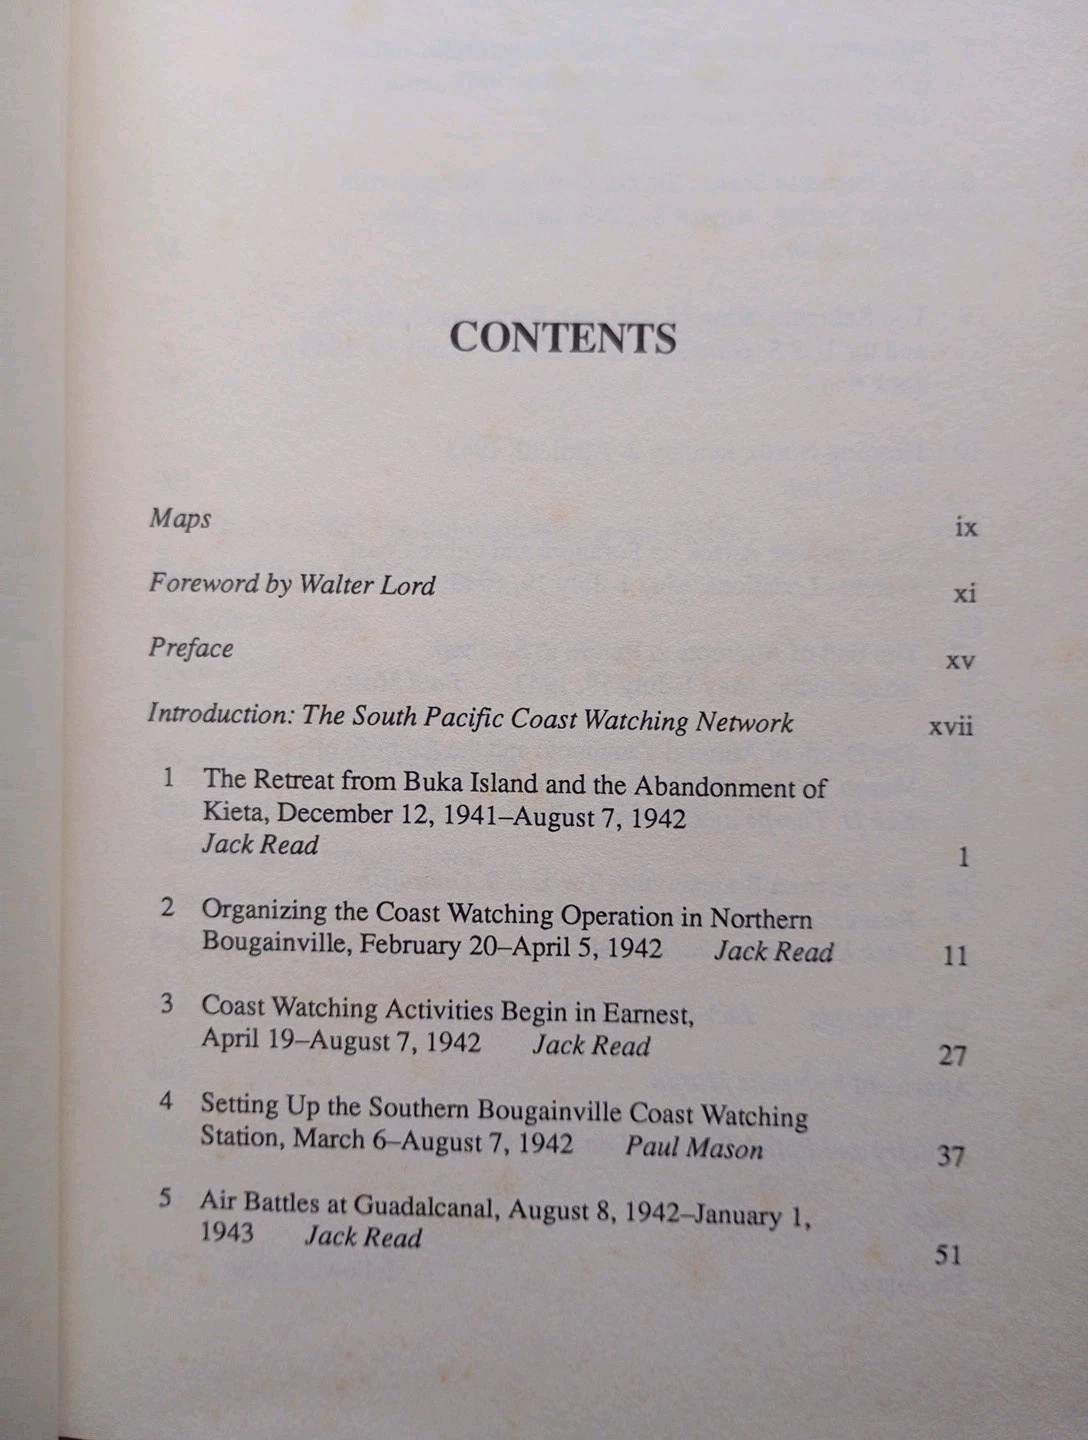 CONTENTS
Maps ix
Foreword by Walter Lord xi
Preface xv
Introduction: The South Pacific Coast Watching Network xvii
1 The Retreat from Buka Island and the Abandonment of
Kieta, December 12, 1941–August 7, 1942
Jack Read 1
2 Organizing the Coast Watching Operation in Northern
Bougainville, February 20–April 5, 1942 Jack Read 11
3 Coast Watching Activities Begin in Earnest,
April 19–August 7, 1942 Jack Read 27
4 Setting Up the Southern Bougainville Coast Watching
Station, March 6–August 7, 1942 Paul Mason 37
5 Air Battles at Guadalcanal, August 8, 1942–January 1,
1943 Jack Read 51